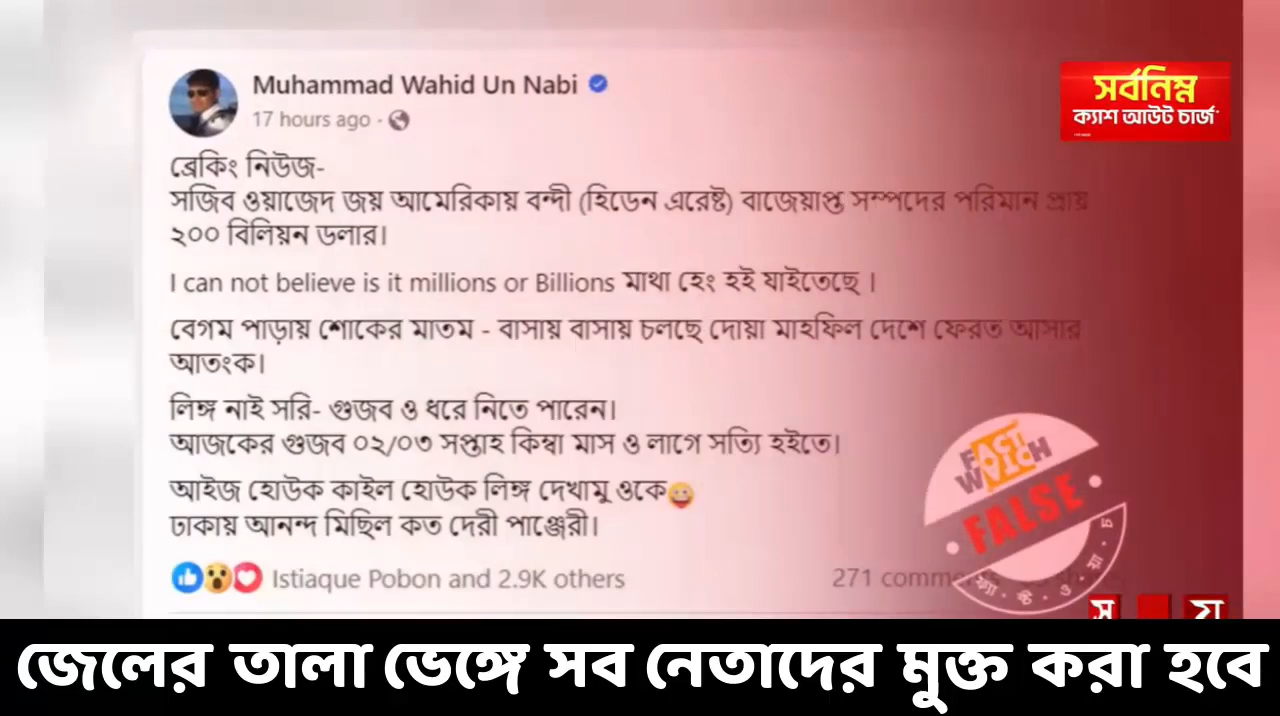 Muhammad Wahid Un Nabi
17 hours ago
সর্বনিম্ন
ক্যাশ আউট চার্জ
ব্রেকিং নিউজ-
সজিব ওয়াজেদ জয় আমেরিকায় বন্দী (হিডেন এরেষ্ট) বাজেয়াপ্ত সম্পদের পরিমান প্রায়
২০০ বিলিয়ন ডলার।
I can not believe is it millions or Billions মাথা হেং হই যাইতেছে ।
বেগম পাড়ায় শোকের মাতম - বাসায় বাসায় চলছে দোয়া মাহফিল দেশে ফেরত আসার
আতংক।
লিঙ্গ নাই সরি- গুজব ও ধরে নিতে পারেন।
আজকের গুজব ০২/০৩ সপ্তাহ কিম্বা মাস ও লাগে সত্যি হইতে।
আইজ হোউক কাইল হোউক লিঙ্গ দেখামু ওকে😜
ঢাকায় আনন্দ মিছিল কত দেরী পাঞ্জেরী।
FACT
WATCH
FALSE
ফ্যা ক্ট ও য়া চ
Istiaque Pobon and 2.9K others
271
স য়
জেলের তালা ভেঙ্গে সব নেতাদের মুক্ত করা হবে